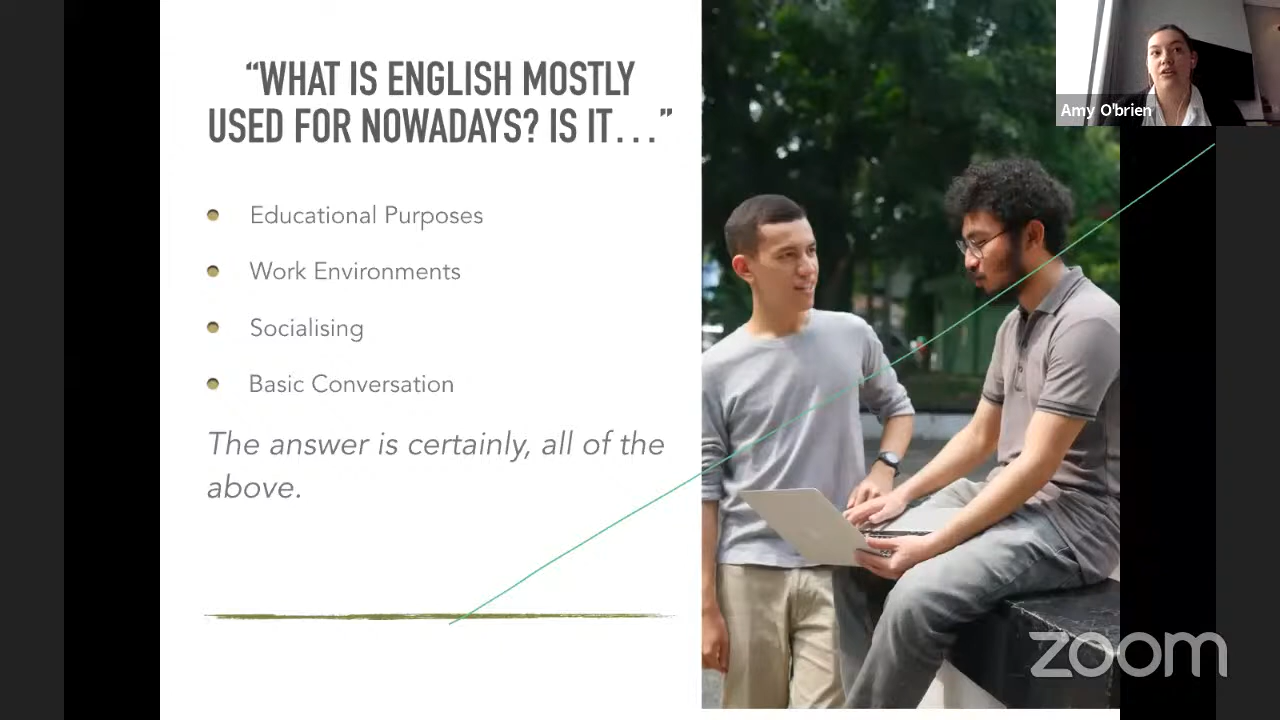 “WHAT IS ENGLISH MOSTLY
USED FOR NOWADAYS? IS IT...”
Educational Purposes
Work Environments
Socialising
Basic Conversation
The answer is certainly, all of the
above.
Amy O'brien
zoom